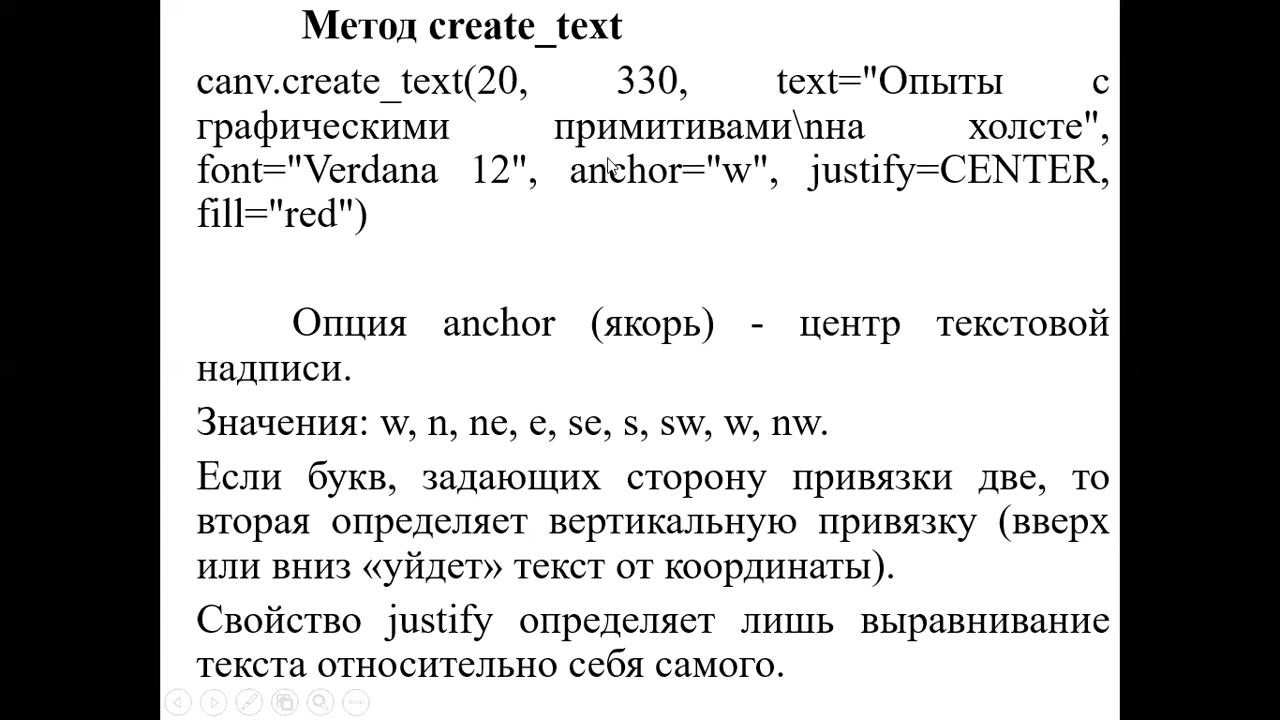 Метод create_text
canv.create_text(20, 330, text="Опыты с
графическими примитивами\nна холсте",
font="Verdana 12", anchor="w", justify=CENTER,
fill="red")
Опция anchor (якорь) - центр текстовой
надписи.
Значения: w, n, ne, e, se, s, sw, w, nw.
Если букв, задающих сторону привязки две, то
вторая определяет вертикальную привязку (вверх
или вниз «уйдет» текст от координаты).
Свойство justify определяет лишь выравнивание
текста относительно себя самого.